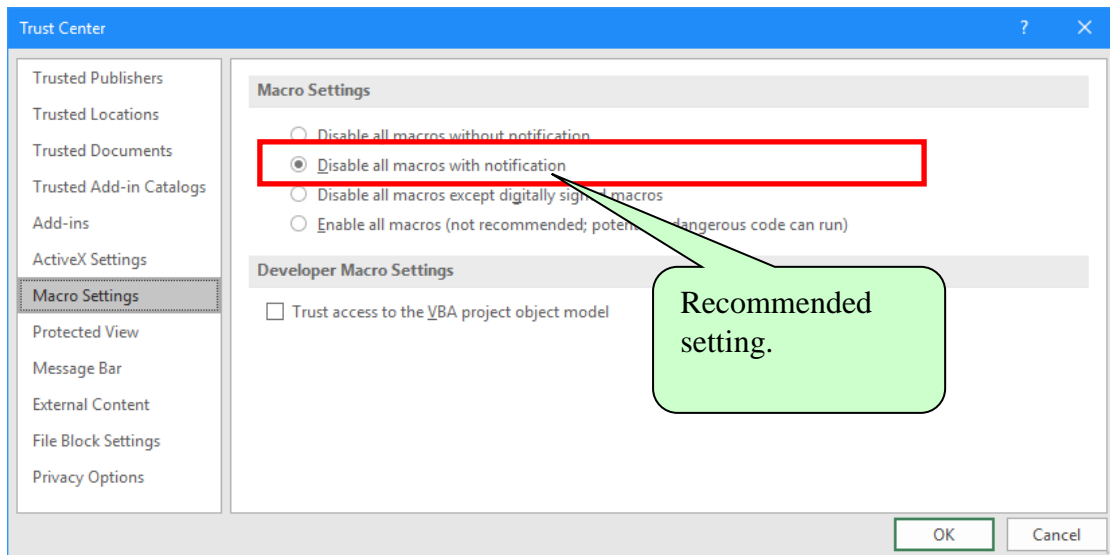 Trust Center
?
Trusted Publishers
Trusted Locations
Trusted Documents
Trusted Add-in Catalogs
Add-ins
ActiveX Settings
Macro Settings
Protected View
Message Bar
External Content
File Block Settings
Privacy Options
Macro Settings
Disable all macros without notification
Disable all macros with notification
Disable all macros except digitally signed macros
Enable all macros (not recommended; dangerous code can run)
Developer Macro Settings
Trust access to the VBA project object model
Recommended
setting.
OK
Cancel